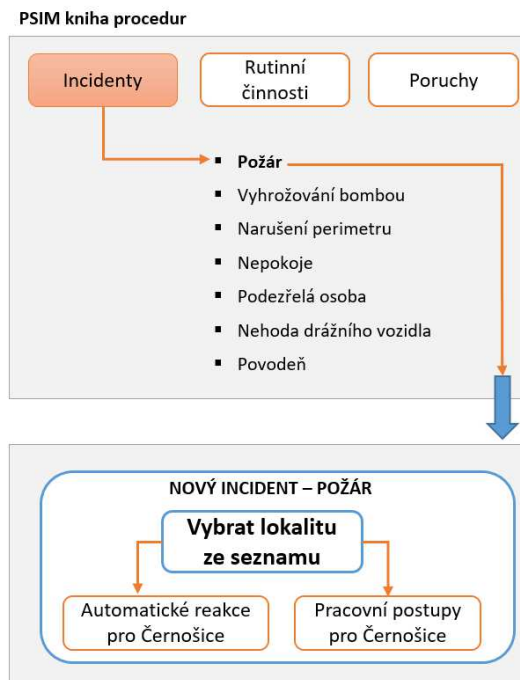 PSIM kniha procedur
Incidenty
Rutinní
činnosti
Poruchy
▪ Požár
▪ Vyhrožování bombou
▪ Narušení perimetru
▪ Nepokoje
▪ Podezřelá osoba
▪ Nehoda drážního vozidla
▪ Povodeň
NOVÝ INCIDENT – POŽÁR
Vybrat lokalitu
ze seznamu
Automatické reakce
pro Černošice
Pracovní postupy
pro Černošice